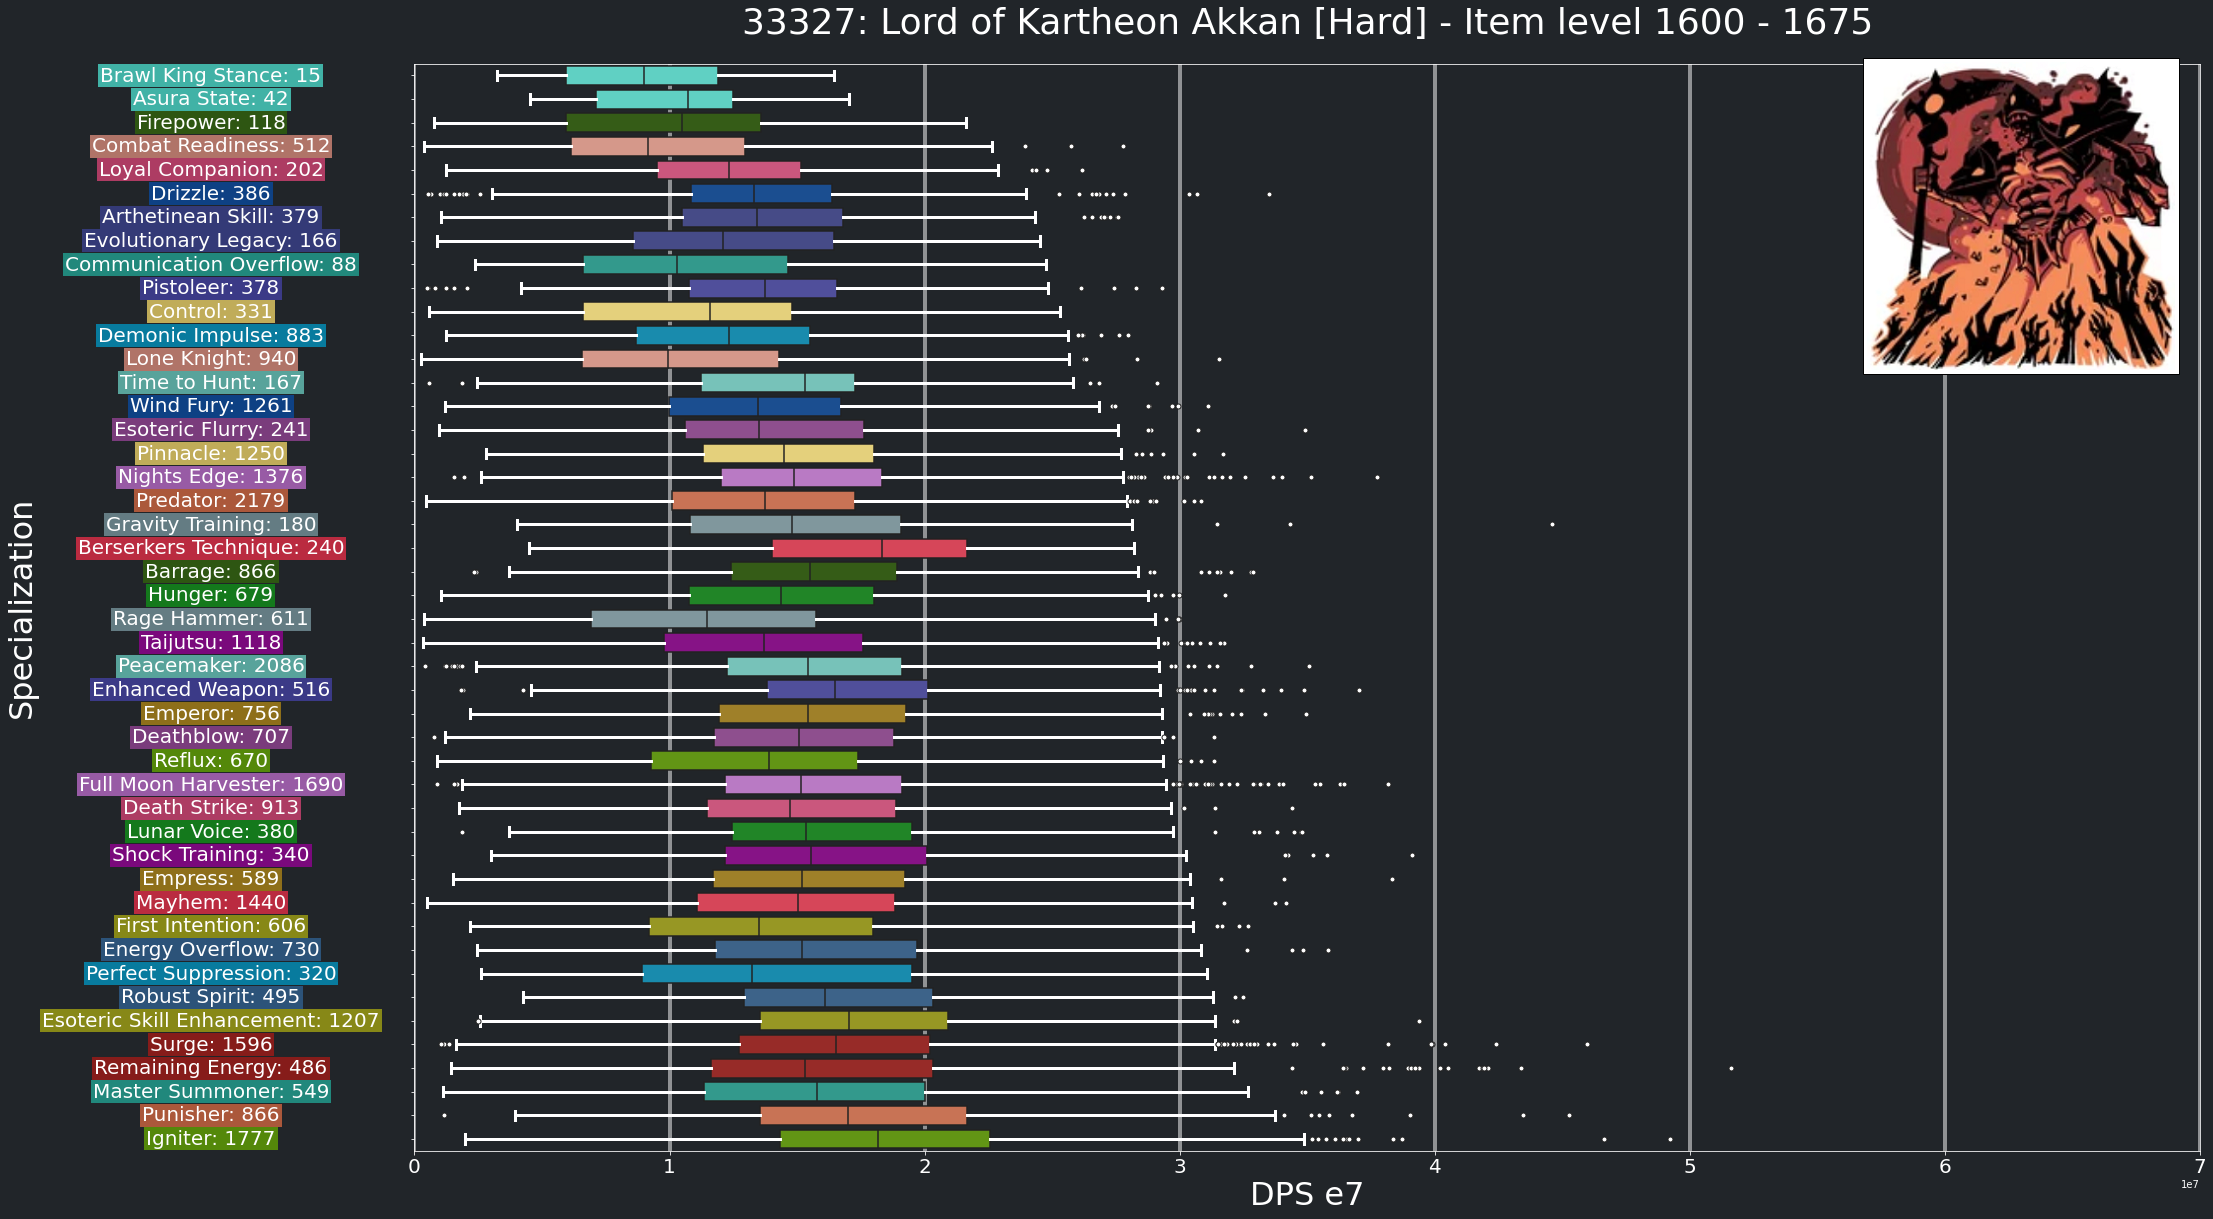 33327: Lord of Kartheon Akkan [Hard] - Item level 1600 - 1675
Brawl King Stance: 15
Asura State: 42
Firepower: 118
Combat Readiness: 512
Loyal Companion: 202
Drizzle: 386
Arthetinean Skill: 379
Evolutionary Legacy: 166
Communication Overflow: 88
Pistoleer: 378
Control: 331
Demonic Impulse: 883
Lone Knight: 940
Time to Hunt: 167
Wind Fury: 1261
Esoteric Flurry: 241
Pinnacle: 1250
Nights Edge: 1376
Predator: 2179
Gravity Training: 180
Berserkers Technique: 240
Barrage: 866
Hunger: 679
Rage Hammer: 611
Taijutsu: 1118
Peacemaker: 2086
Enhanced Weapon: 516
Emperor: 756
Deathblow: 707
Reflux: 670
Full Moon Harvester: 1690
Death Strike: 913
Lunar Voice: 380
Shock Training: 340
Empress: 589
Mayhem: 1440
First Intention: 606
Energy Overflow: 730
Perfect Suppression: 320
Robust Spirit: 495
Esoteric Skill Enhancement: 1207
Surge: 1596
Remaining Energy: 486
Master Summoner: 549
Punisher: 866
Igniter: 1777
Specialization
0 1 2 3 4 5 6 7
1e7
DPS e7